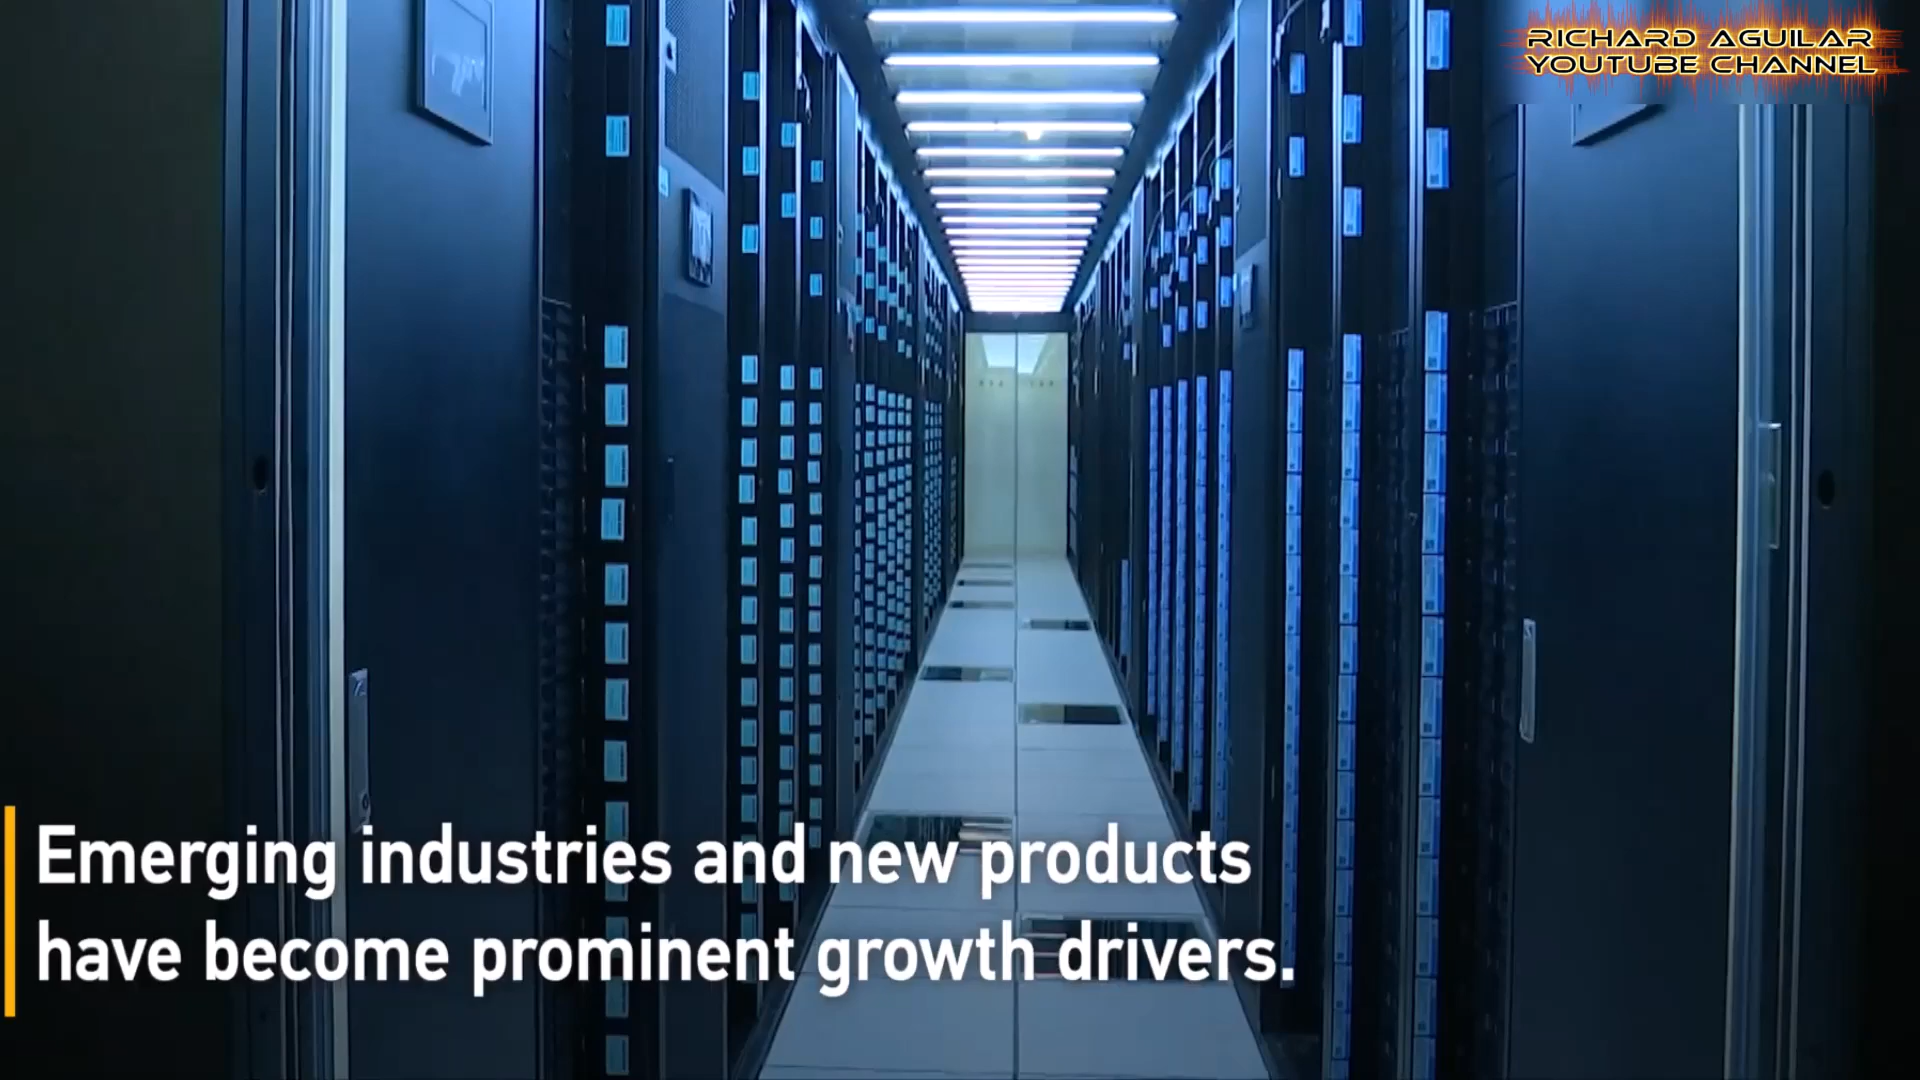 RICHARD AGUILAR
YOUTUBE CHANNEL
Emerging industries and new products
have become prominent growth drivers.